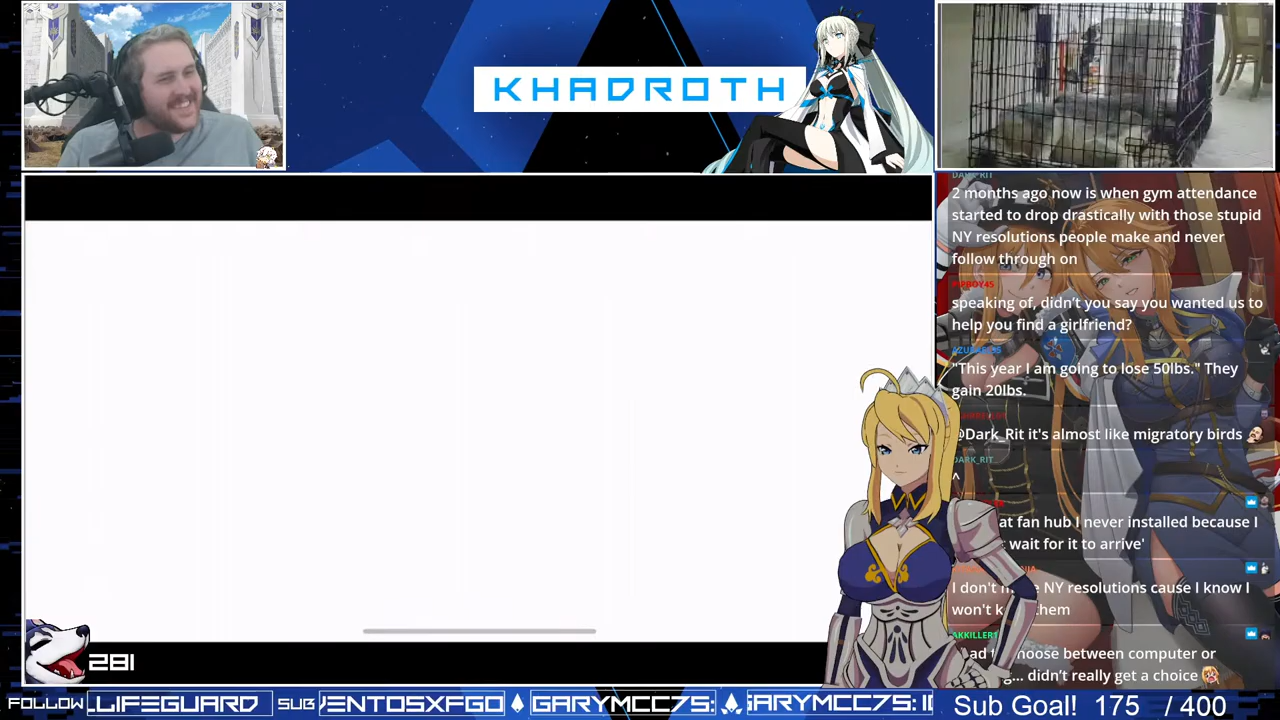 KHADROTH
DARK_RIT
2 months ago now is when gym attendance
started to drop drastically with those stupid
NY resolutions people make and never
follow through on
speaking of, didn't you say you wanted us to
help you find a girlfriend?
"This year I am going to lose 50lbs." They
gain 20lbs.
@Dark_Rit it's almost like migratory birds
DARK_RIT
^
at fan hub I never installed because I
wait for it to arrive'
I don't NY resolutions cause I know I
won't them
AKKILLER1
between computer or
didn't really get a choice
281
FOLLOW _LIFEGUARD SUB ENTOSXFGO GARYMCC75: GARYMCC75: Sub Goal! 175 / 400